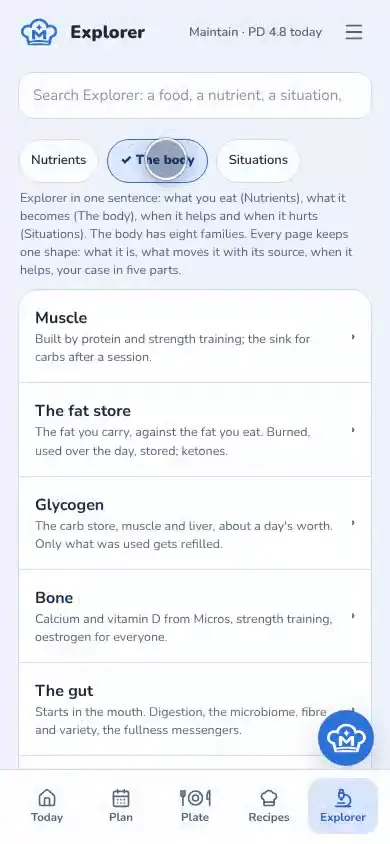 Explorer
Maintain · PD 4.8 today
Search Explorer: a food, a nutrient, a situation,
Nutrients
✓ The body
Situations
Explorer in one sentence: what you eat (Nutrients), what it
becomes (The body), when it helps and when it hurts
(Situations). The body has eight families. Every page keeps
one shape: what it is, what moves it with its source, when it
helps, your case in five parts.
Muscle
Built by protein and strength training; the sink for
carbs after a session.
The fat store
The fat you carry, against the fat you eat. Burned,
used over the day, stored; ketones.
Glycogen
The carb store, muscle and liver, about a day's worth.
Only what was used gets refilled.
Bone
Calcium and vitamin D from Micros, strength training,
oestrogen for everyone.
The gut
Starts in the mouth. Digestion, the microbiome, fibre
and variety, the fullness messengers.
M
Today
Plan
Plate
Recipes
Explorer